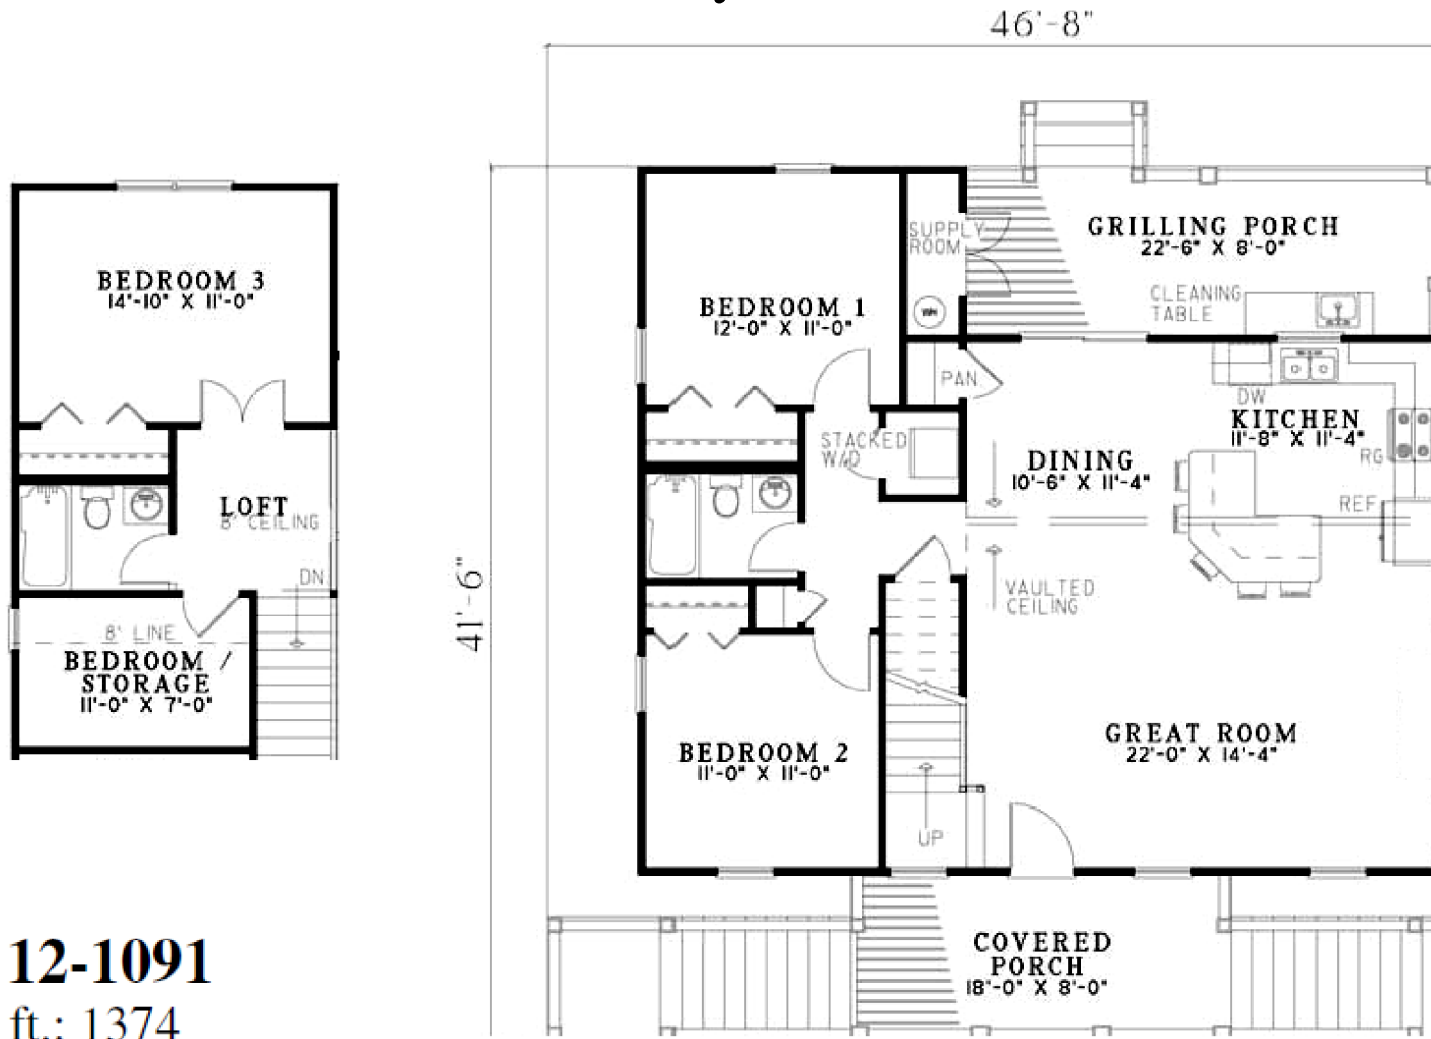 46'-8"
41'-6"
BEDROOM 3
14'-10" X 11'-0"
LOFT
8' CEILING
DN
8' LINE
BEDROOM /
STORAGE
11'-0" X 7'-0"
BEDROOM 1
12'-0" X 11'-0"
SUPPLY
ROOM
WH
GRILLING PORCH
22'-6" X 8'-0"
CLEANING
TABLE
PAN.
DW
KITCHEN
11'-8" X 11'-4"
RG
STACKED
W/D
DINING
10'-6" X 11'-4"
REF
VAULTED
CEILING
BEDROOM 2
11'-0" X 11'-0"
GREAT ROOM
22'-0" X 14'-4"
UP
COVERED
PORCH
18'-0" X 8'-0"
12-1091
ft.: 1374